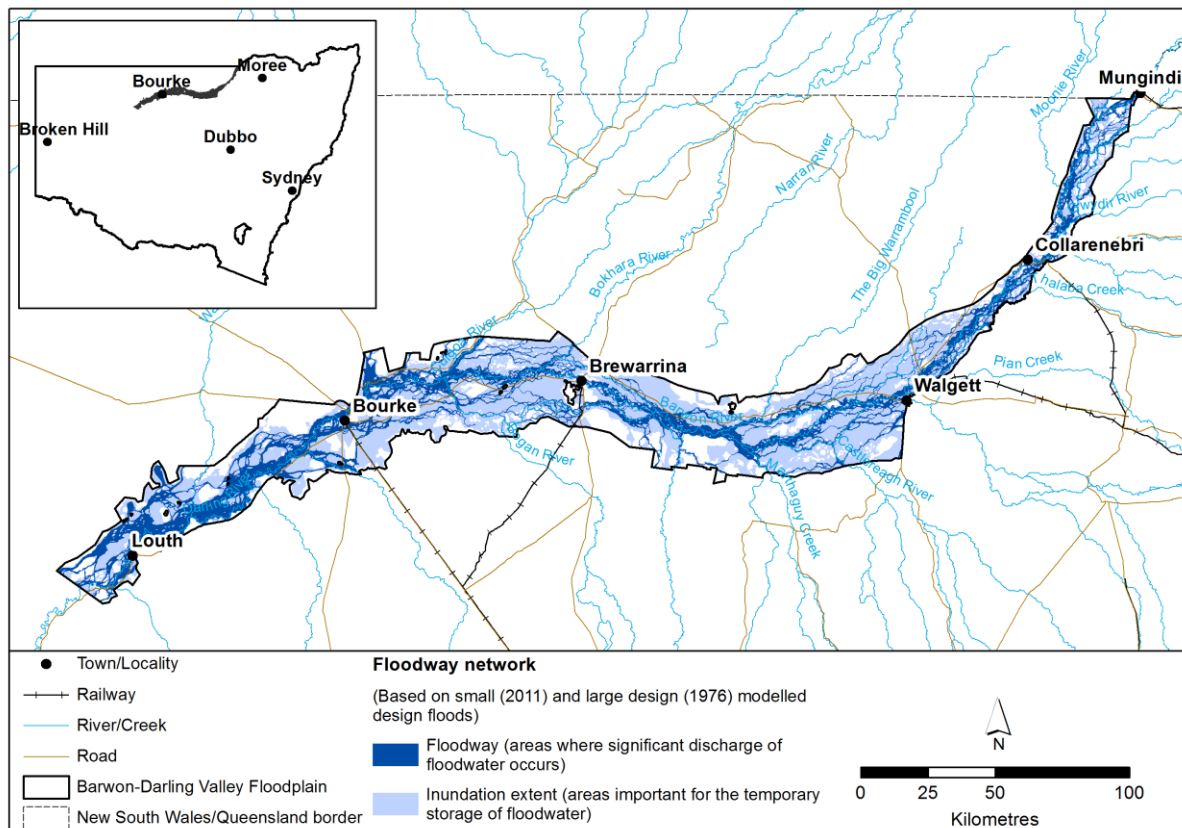 Moree
Bourke
Broken Hill
Dubbo
Sydney
Mungindi
Moonie River
Narran River
Collarenebri
The Big Warrambool
Bokhara River
Brewarrina
Pian Creek
Walgett
Bourke
Barwon River
Castlereagh River
Marthaguy Creek
Louth
Town/Locality
Railway
River/Creek
Road
Barwon-Darling Valley Floodplain
New South Wales/Queensland border
Floodway network
(Based on small (2011) and large design (1976) modelled
design floods)
Floodway (areas where significant discharge of
floodwater occurs)
Inundation extent (areas important for the temporary
storage of floodwater)
N
0 25 50 100
Kilometres